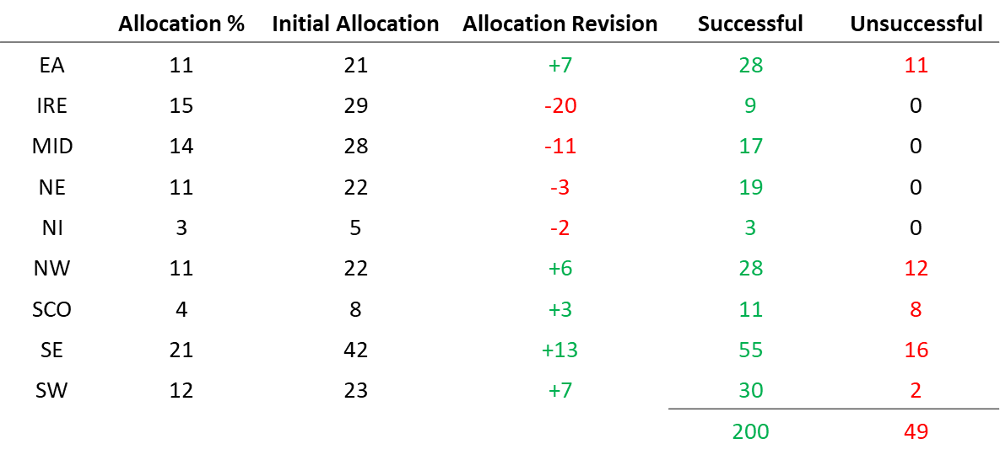 Allocation % Initial Allocation Allocation Revision Successful Unsuccessful
EA 11 21 +7 28 11
IRE 15 29 -20 9 0
MID 14 28 -11 17 0
NE 11 22 -3 19 0
NI 3 5 -2 3 0
NW 11 22 +6 28 12
SCO 4 8 +3 11 8
SE 21 42 +13 55 16
SW 12 23 +7 30 2
200 49